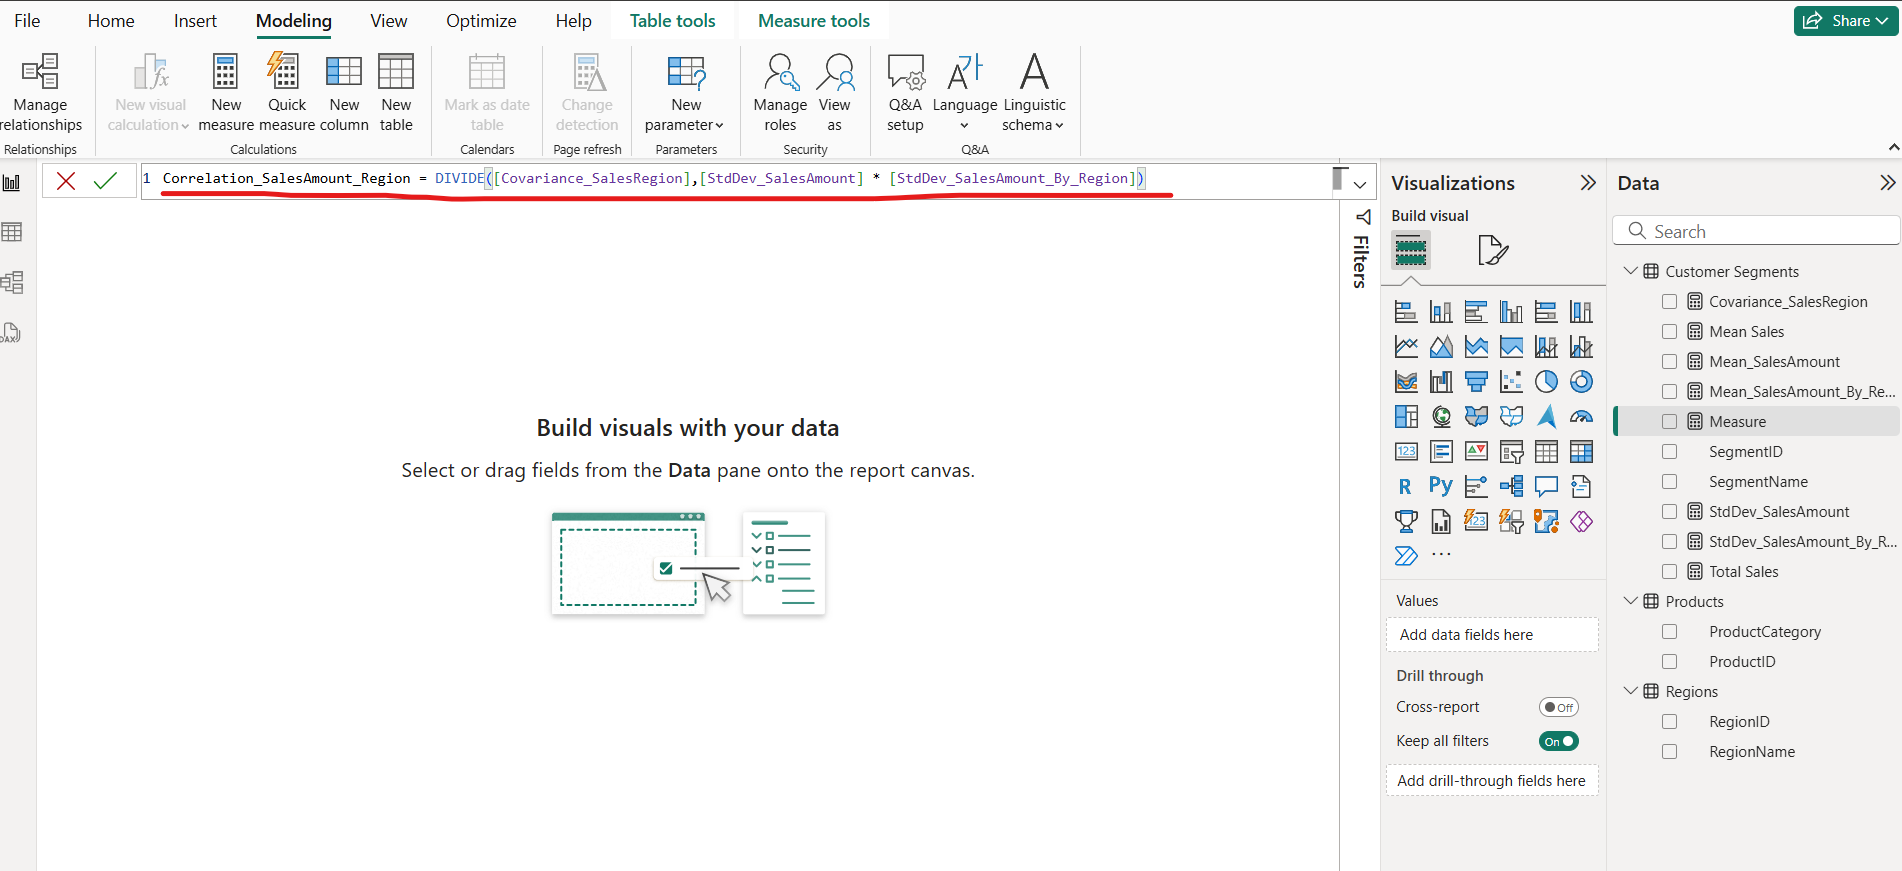 File Home Insert Modeling View Optimize Help Table tools Measure tools Share
Manage relationships
New visual calculation
New measure
Quick measure
New column
New table
Mark as date table
Change detection
New parameter
Manage roles
View as
Q&A setup
Language
Linguistic schema
Relationships Calculations Calendars Page refresh Parameters Security Q&A
1 Correlation_SalesAmount_Region = DIVIDE([Covariance_SalesRegion],[StdDev_SalesAmount] * [StdDev_SalesAmount_By_Region])
Build visuals with your data
Select or drag fields from the Data pane onto the report canvas.
Filters
Visualizations
Build visual
123
R Py
123
Values
Add data fields here
Drill through
Cross-report Off
Keep all filters On
Add drill-through fields here
Data
Search
Customer Segments
Covariance_SalesRegion
Mean Sales
Mean_SalesAmount
Mean_SalesAmount_By_Re...
Measure
SegmentID
SegmentName
StdDev_SalesAmount
StdDev_SalesAmount_By_R...
Total Sales
Products
ProductCategory
ProductID
Regions
RegionID
RegionName
DAX